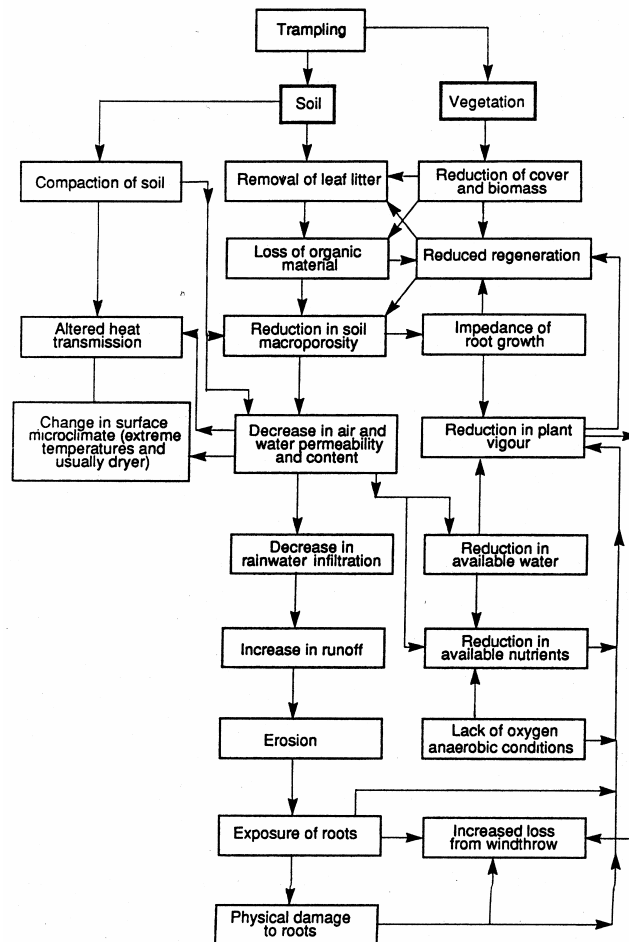 Trampling
Soil
Vegetation
Compaction of soil
Removal of leaf litter
Reduction of cover
and biomass
Loss of organic
material
Reduced regeneration
Altered heat
transmission
Reduction in soil
macroporosity
Impedance of
root growth
Change in surface
microclimate (extreme
temperatures and
usually dryer)
Decrease in air and
water permeability
and content
Reduction in plant
vigour
Decrease in
rainwater infiltration
Reduction in
available water
Increase in runoff
Reduction in
available nutrients
Erosion
Lack of oxygen
anaerobic conditions
Exposure of roots
Increased loss
from windthrow
Physical damage
to roots